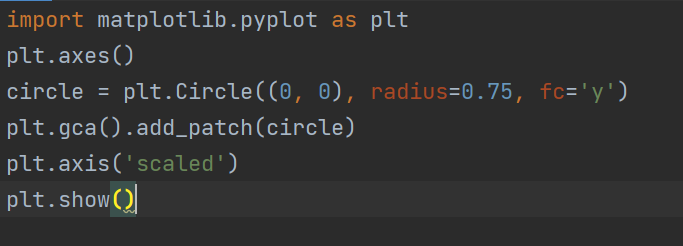 import matplotlib.pyplot as plt
plt.axes()
circle = plt.Circle((0, 0), radius=0.75, fc='y')
plt.gca().add_patch(circle)
plt.axis('scaled')
plt.show()